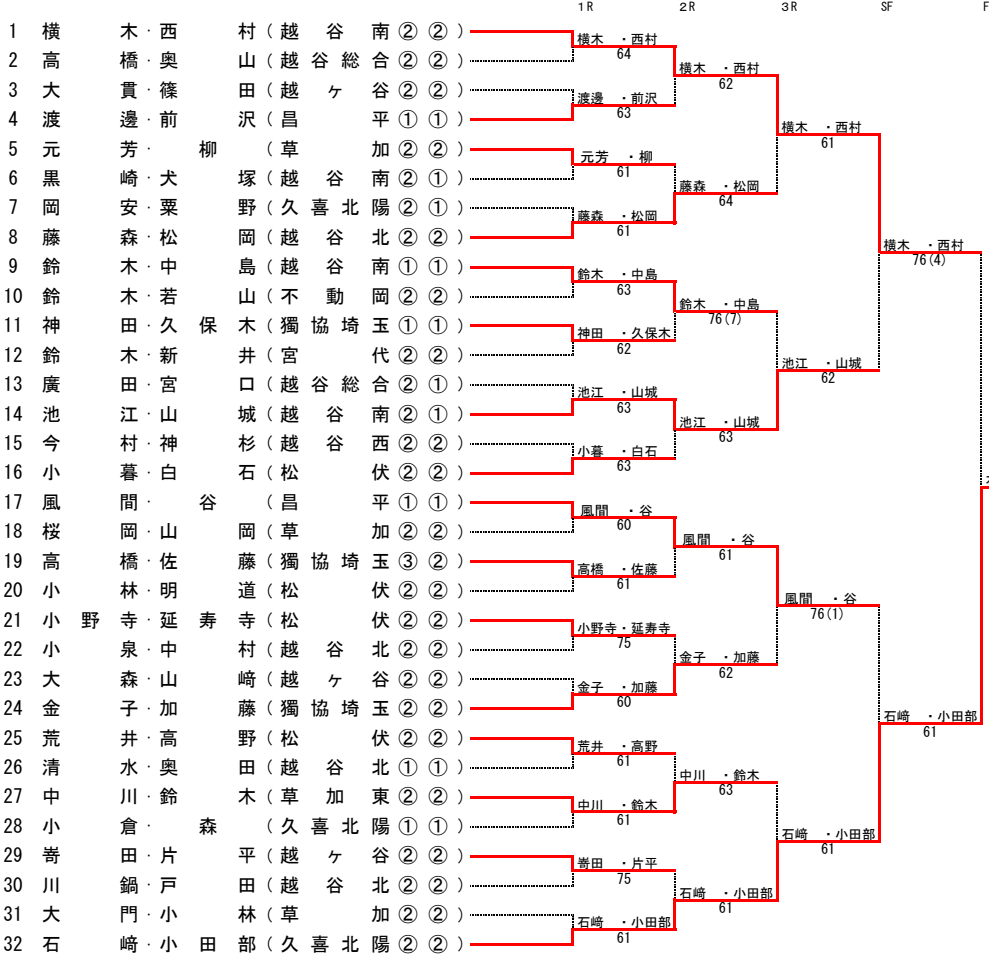 1R 2R 3R SF F
1 横木・西村(越谷南②②)
2 高橋・奥山(越谷総合②②)
3 大貫・篠田(越ヶ谷②②)
4 渡邊・前沢(昌平①①)
5 元芳・柳(草加②②)
6 黒崎・犬塚(越谷南②①)
7 岡安・粟野(久喜北陽②①)
8 藤森・松岡(越谷北②②)
9 鈴木・中島(越谷南①①)
10 鈴木・若山(不動岡②②)
11 神田・久保木(獨協埼玉①①)
12 鈴木・新井(宮代②②)
13 廣田・宮口(越谷総合②①)
14 池江・山城(越谷南②①)
15 今村・神杉(越谷西②②)
16 小暮・白石(松伏②②)
17 風間・谷(昌平①①)
18 桜岡・山岡(草加②②)
19 高橋・佐藤(獨協埼玉③②)
20 小林・明道(松伏②②)
21 小野寺・延寿寺(松伏②②)
22 小泉・中村(越谷北②②)
23 大森・山﨑(越ヶ谷②②)
24 金子・加藤(獨協埼玉②②)
25 荒井・高野(松伏②②)
26 清水・奥田(越谷北①①)
27 中川・鈴木(草加東②②)
28 小倉・森(久喜北陽①①)
29 嵜田・片平(越ヶ谷②②)
30 川鍋・戸田(越谷北②②)
31 大門・小林(草加②②)
32 石﨑・小田部(久喜北陽②②)
横木・西村
64
渡邊・前沢
63
元芳・柳
61
藤森・松岡
61
鈴木・中島
63
神田・久保木
62
池江・山城
63
小暮・白石
63
風間・谷
60
高橋・佐藤
61
小野寺・延寿寺
75
金子・加藤
60
荒井・高野
61
中川・鈴木
61
嵜田・片平
75
石﨑・小田部
61
横木・西村
62
藤森・松岡
64
鈴木・中島
76(7)
池江・山城
63
風間・谷
61
金子・加藤
62
中川・鈴木
63
石﨑・小田部
61
横木・西村
61
池江・山城
62
風間・谷
76(1)
石﨑・小田部
61
横木・西村
76(4)
石﨑・小田部
61